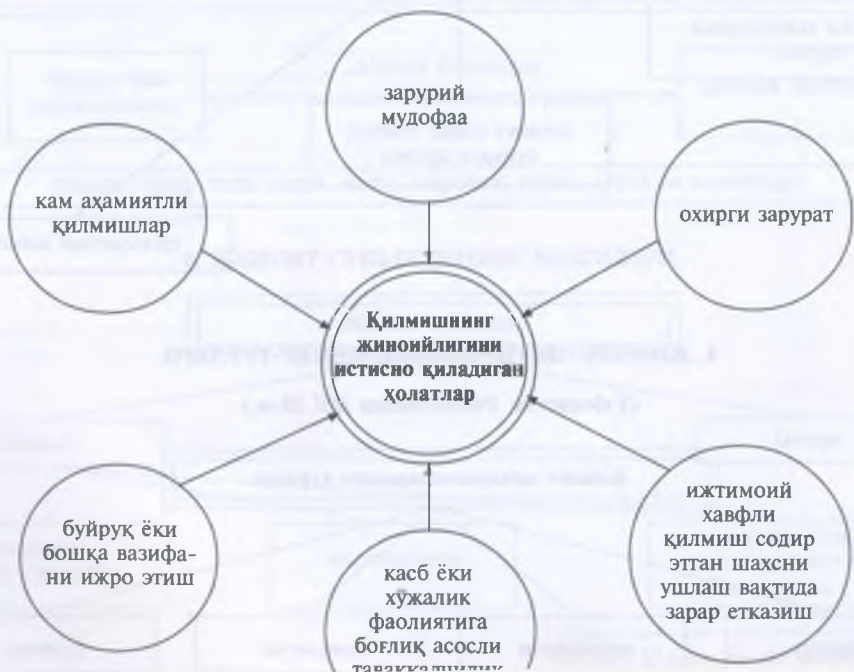 зарурий
мудофаа
кам аҳамиятли
қилмишлар
охирги зарурат
Қилмишнинг
жиноийлигини
истисно қиладиган
ҳолатлар
буйруқ ёки
бошқа вазифа-
ни ижро этиш
касб ёки
хўжалик
фаолиятига
боғлиқ асосли
таваккалчилик
ижтимоий
хавфли
қилмиш содир
этган шахсни
ушлаш вақтида
зарар етказиш